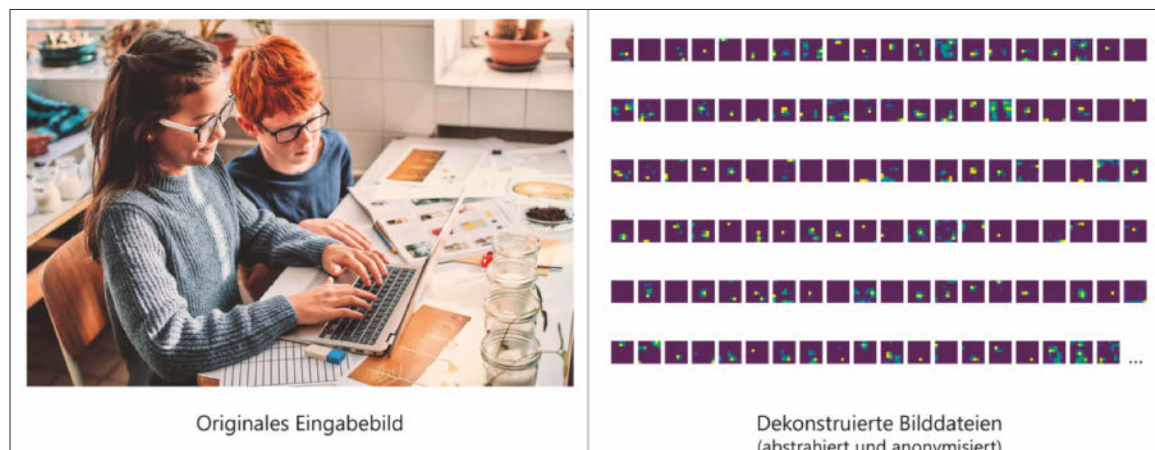 Originales Eingabebild
...
Dekonstruierte Bilddateien
(abstrahiert und anonymisiert)